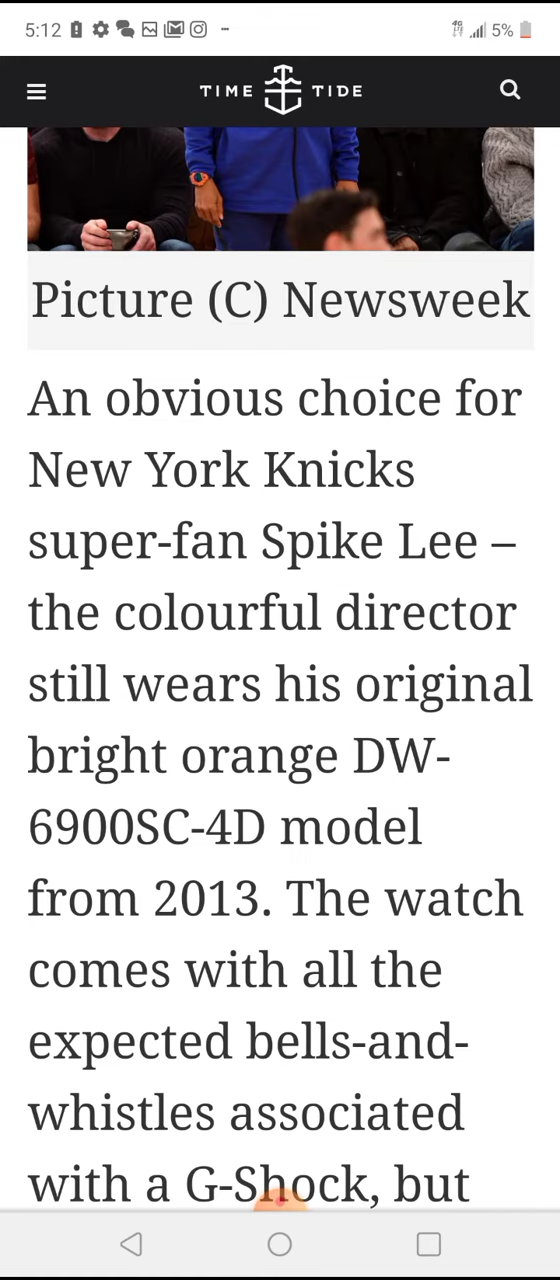 5:12
4G LTE 5%
TIME TIDE
Picture (C) Newsweek
An obvious choice for
New York Knicks
super-fan Spike Lee –
the colourful director
still wears his original
bright orange DW-
6900SC-4D model
from 2013. The watch
comes with all the
expected bells-and-
whistles associated
with a G-Shock, but